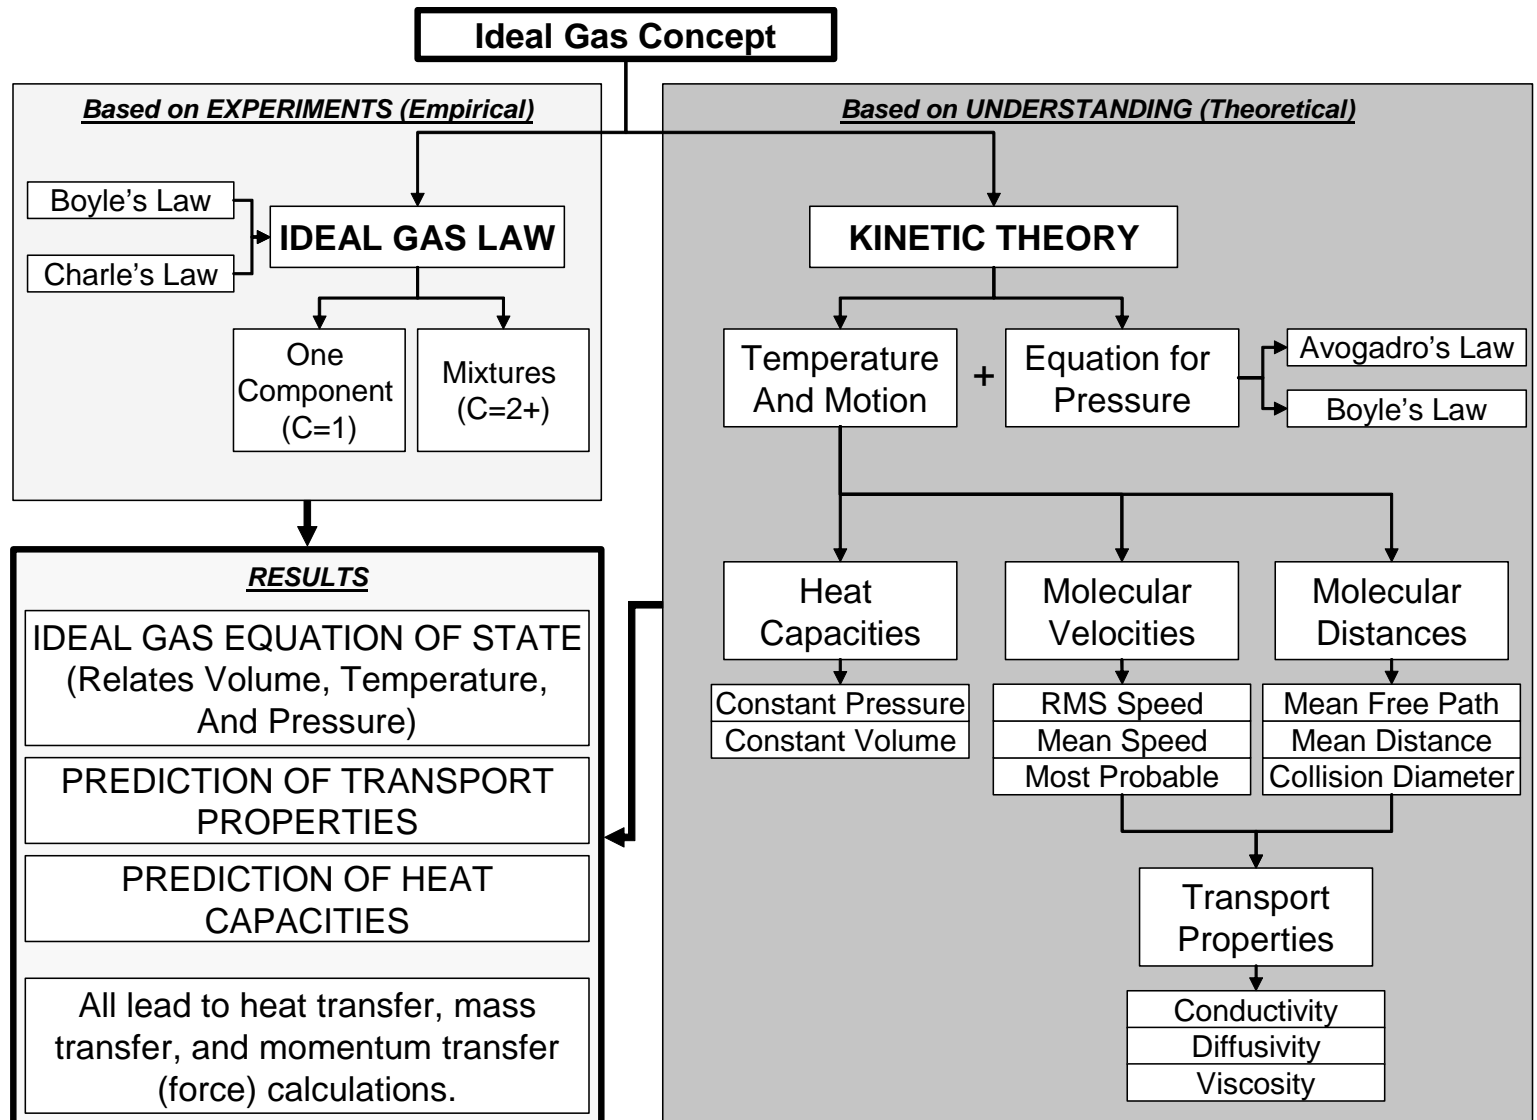 Ideal Gas Concept
Based on EXPERIMENTS (Empirical)
Boyle's Law
Charle's Law
IDEAL GAS LAW
One
Component
(C=1)
Mixtures
(C=2+)
Based on UNDERSTANDING (Theoretical)
KINETIC THEORY
Temperature
And Motion
+
Equation for
Pressure
Avogadro's Law
Boyle's Law
Heat
Capacities
Constant Pressure
Constant Volume
Molecular
Velocities
RMS Speed
Mean Speed
Most Probable
Molecular
Distances
Mean Free Path
Mean Distance
Collision Diameter
Transport
Properties
Conductivity
Diffusivity
Viscosity
RESULTS
IDEAL GAS EQUATION OF STATE
(Relates Volume, Temperature,
And Pressure)
PREDICTION OF TRANSPORT
PROPERTIES
PREDICTION OF HEAT
CAPACITIES
All lead to heat transfer, mass
transfer, and momentum transfer
(force) calculations.